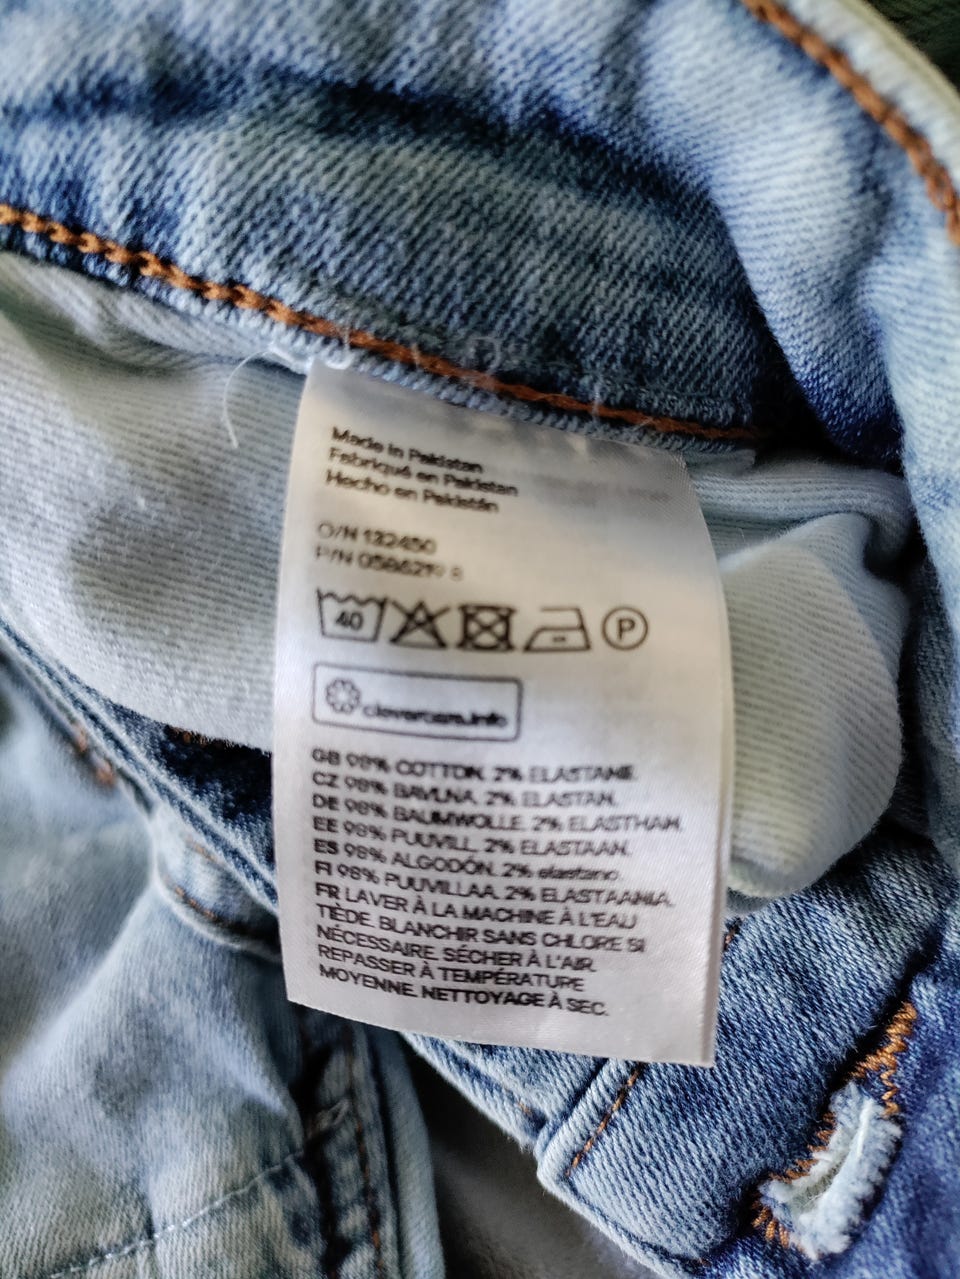 Made in Pakistan
Fabriqué en Pakistan
Hecho en Pakistán
O/N 132450
P/N
40
P
clevercare.info
GB 98% COTTON. 2% ELASTANE.
CZ 98% BAVLNA. 2% ELASTAN.
DE 98% BAUMWOLLE. 2% ELASTHAN.
EE 98% PUUVILL. 2% ELASTAAN.
ES 98% ALGODÓN. 2% elastano.
FI 98% PUUVILLAA. 2% ELASTAANIA.
FR LAVER À LA MACHINE À L'EAU
TIÈDE. BLANCHIR SANS CHLORE SI
NÉCESSAIRE. SÉCHER À L'AIR.
REPASSER À TEMPÉRATURE
MOYENNE. NETTOYAGE À SEC.